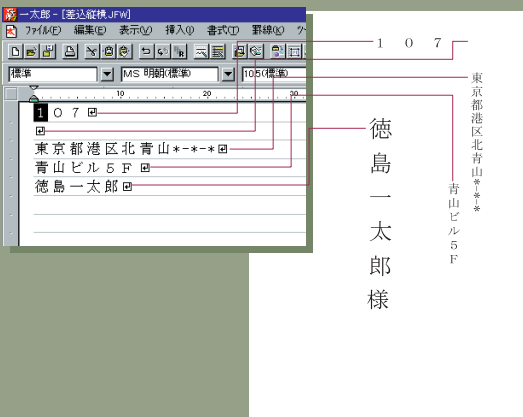 一太郎 - [差込縦横.JFW]
ファイル(F) 編集(E) 表示(V) 挿入(I) 書式(T) 罫線(K) ツ
標準 MS 明朝(標準) 10.5(標準)
10 20 30
107
東京都港区北青山*-*-*
青山ビル5F
徳島一太郎
107
東京都港区北青山*-*-*
青山ビル5F
徳島一太郎様